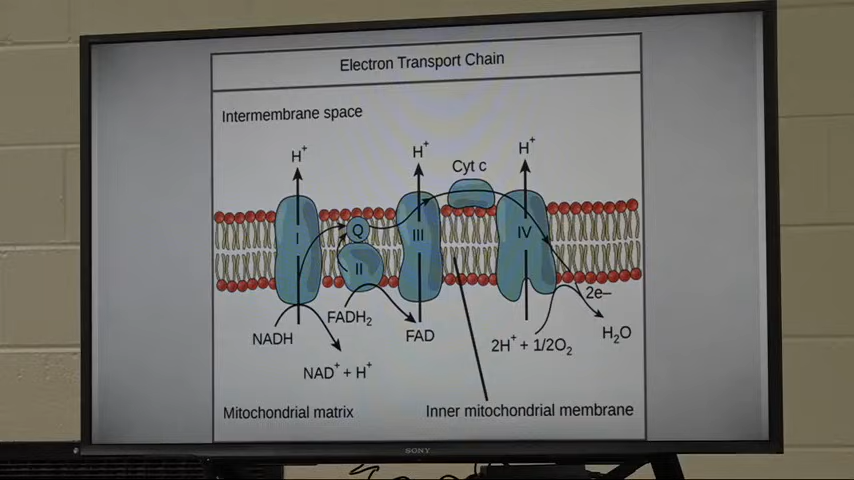 Electron Transport Chain
Intermembrane space
H+
H+
H+
Cyt c
I
Q
II
III
IV
2e–
NADH
FADH2
FAD
2H+ + 1/2O2
H2O
NAD+ + H+
Mitochondrial matrix
Inner mitochondrial membrane
SONY